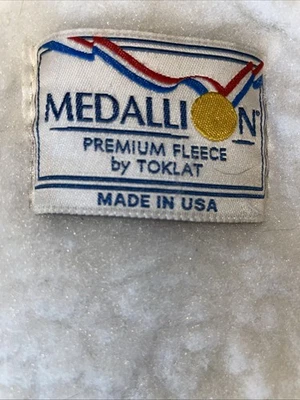 MEDALLION®
PREMIUM FLEECE
by TOKLAT
MADE IN USA